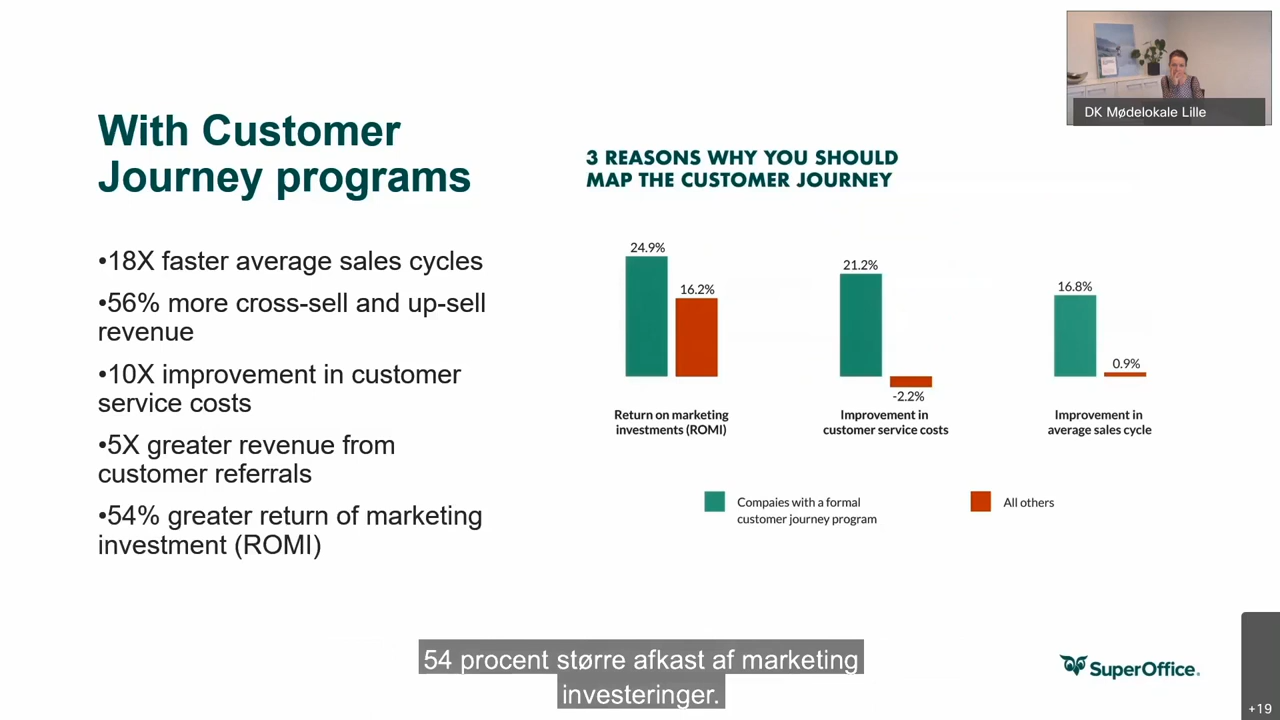 DK Mødelokale Lille
With Customer
Journey programs
•18X faster average sales cycles
•56% more cross-sell and up-sell
revenue
•10X improvement in customer
service costs
•5X greater revenue from
customer referrals
•54% greater return of marketing
investment (ROMI)
3 REASONS WHY YOU SHOULD
MAP THE CUSTOMER JOURNEY
24.9%
16.2%
Return on marketing
investments (ROMI)
21.2%
-2.2%
Improvement in
customer service costs
16.8%
0.9%
Improvement in
average sales cycle
Compaies with a formal
customer journey program
All others
54 procent større afkast af marketing
investeringer.
SuperOffice.
+19